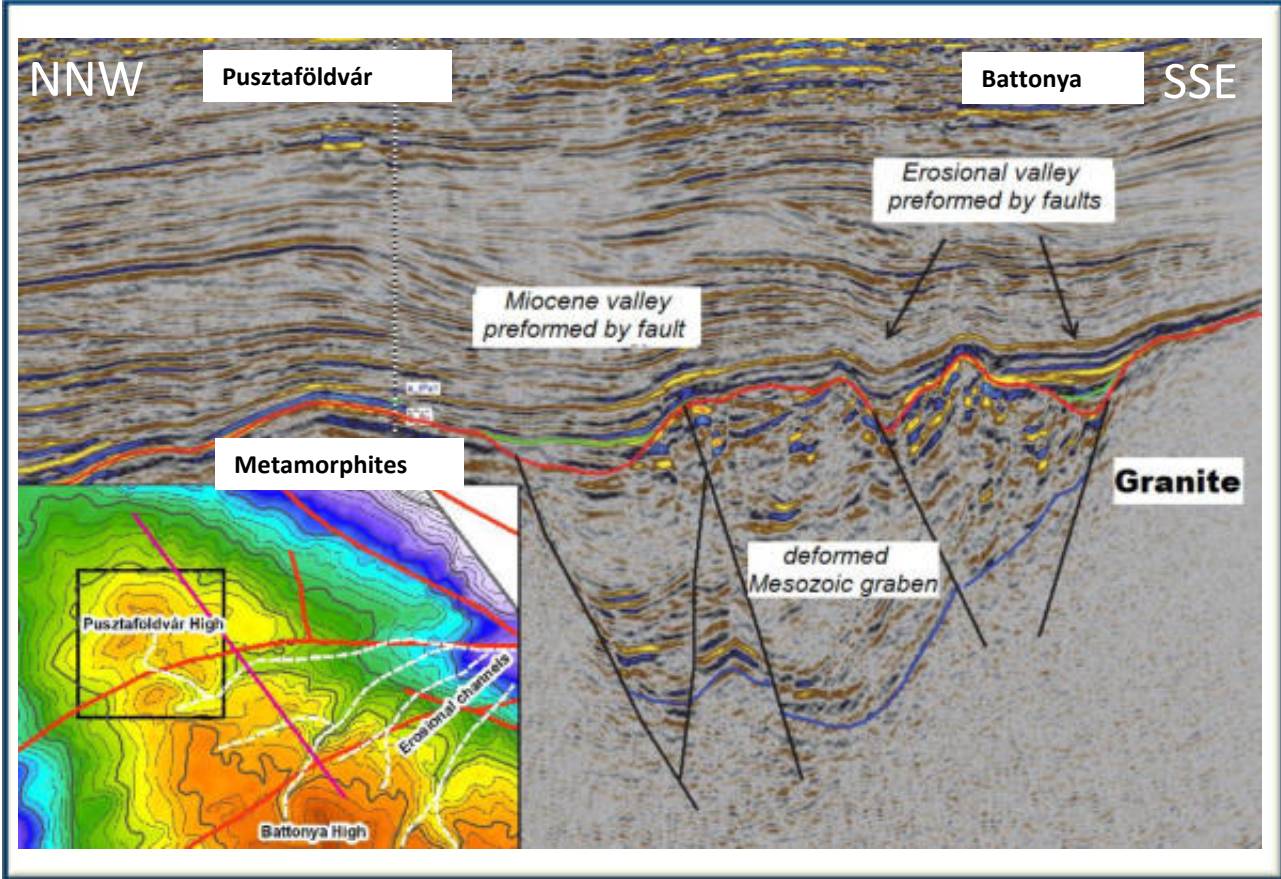 NNW
Pusztaföldvár
Battonya
SSE
Erosional valley
preformed by faults
Miocene valley
preformed by fault
Metamorphites
Granite
deformed
Mesozoic graben
Pusztaföldvár High
Erosional channels
Battonya High